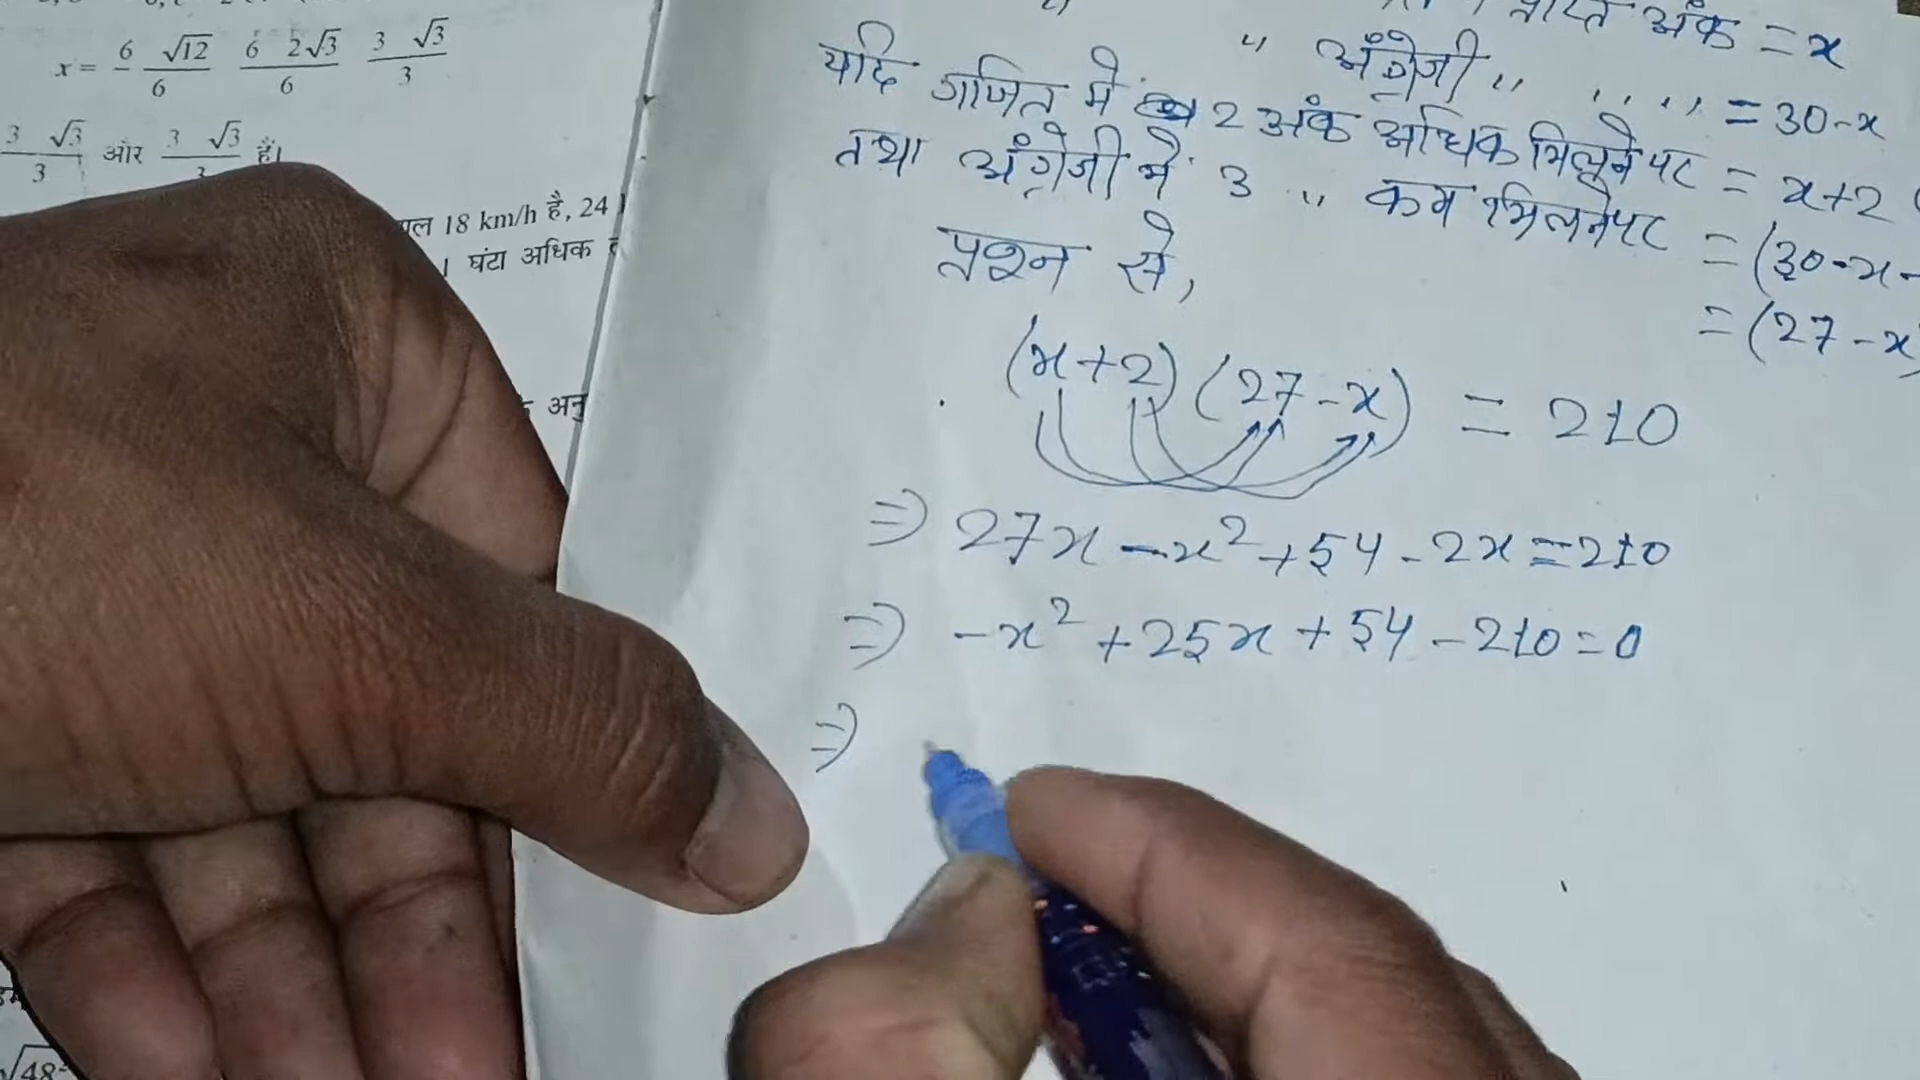 x = 6 √12 / 6 6 2√3 / 6 3 √3 / 3
3 √3 / 3 और 3 √3 / 3 हैं।
18 km/h है, 24
घंटा अधिक
अनु
√48
प्राप्त अंक = x
" अंग्रेजी " " " = 30-x
यदि गणित में 2 अंक अधिक मिलने पर = x+2
तथा अंग्रेजी में 3 " कम मिलनेपर = (30-x-
= (27-x)
प्रश्न से,
(x+2) (27-x) = 210
⇒ 27x - x² + 54 - 2x = 210
⇒ -x² + 25x + 54 - 210 = 0
⇒